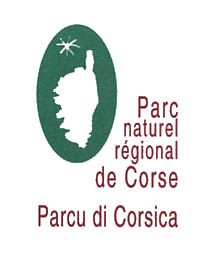 Parc
naturel
régional
de Corse
Parcu di Corsica